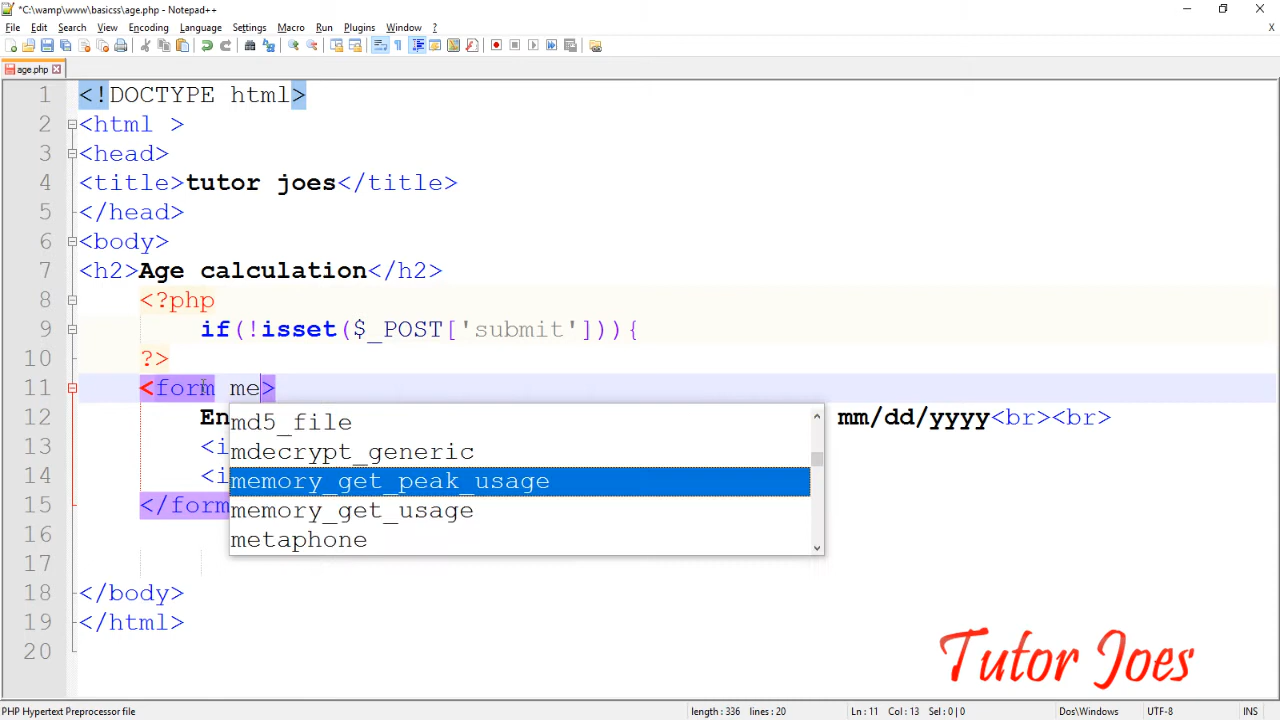 *C:\wamp\www\basicss\age.php - Notepad++
File Edit Search View Encoding Language Settings Macro Run Plugins Window ?
X
age.php
1 <!DOCTYPE html>
2 <html >
3 <head>
4 <title>tutor joes</title>
5 </head>
6 <body>
7 <h2>Age calculation</h2>
8 <?php
9 if(!isset($_POST['submit'])){
10 ?>
11 <form me>
12 En mm/dd/yyyy<br><br>
md5_file
mdecrypt_generic
13 <i
14 <i
memory_get_peak_usage
15 </form
memory_get_usage
16
metaphone
17
18 </body>
19 </html>
20
Tutor Joes
PHP Hypertext Preprocessor file length : 336 lines : 20 Ln : 11 Col : 13 Sel : 0 | 0 Dos\Windows UTF-8 INS